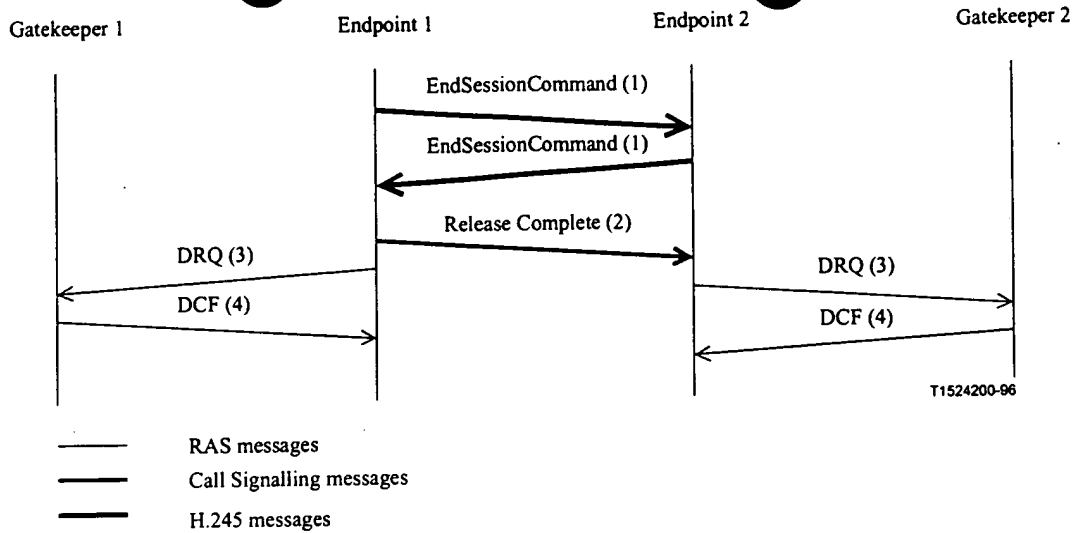 Gatekeeper 1
Endpoint 1
Endpoint 2
Gatekeeper 2
EndSessionCommand (1)
EndSessionCommand (1)
Release Complete (2)
DRQ (3)
DRQ (3)
DCF (4)
DCF (4)
T1524200-96
RAS messages
Call Signalling messages
H.245 messages